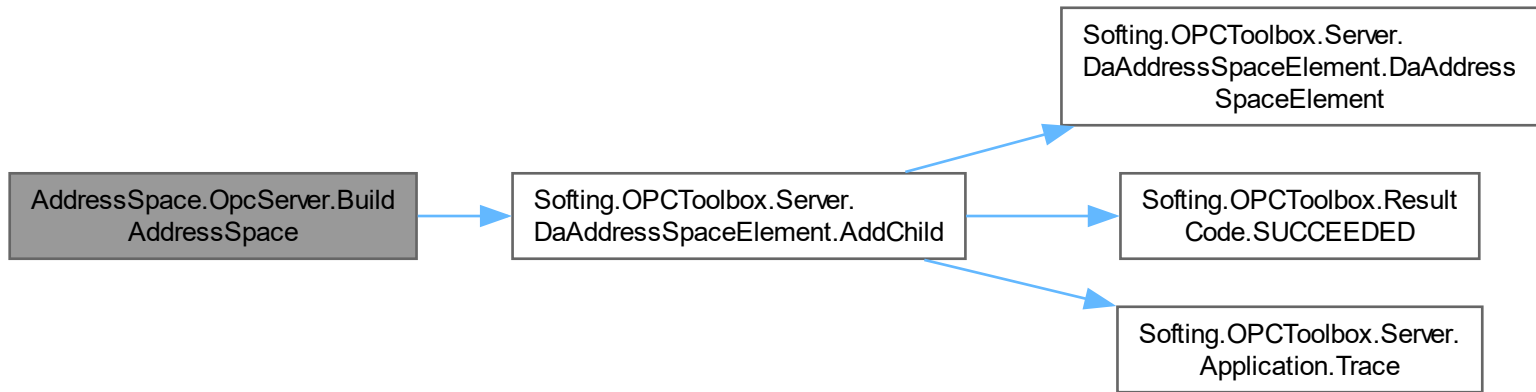 AddressSpace.OpcServer.Build
AddressSpace
Softing.OPCToolbox.Server.
DaAddressSpaceElement.AddChild
Softing.OPCToolbox.Server.
DaAddressSpaceElement.DaAddress
SpaceElement
Softing.OPCToolbox.Result
Code.SUCCEEDED
Softing.OPCToolbox.Server.
Application.Trace